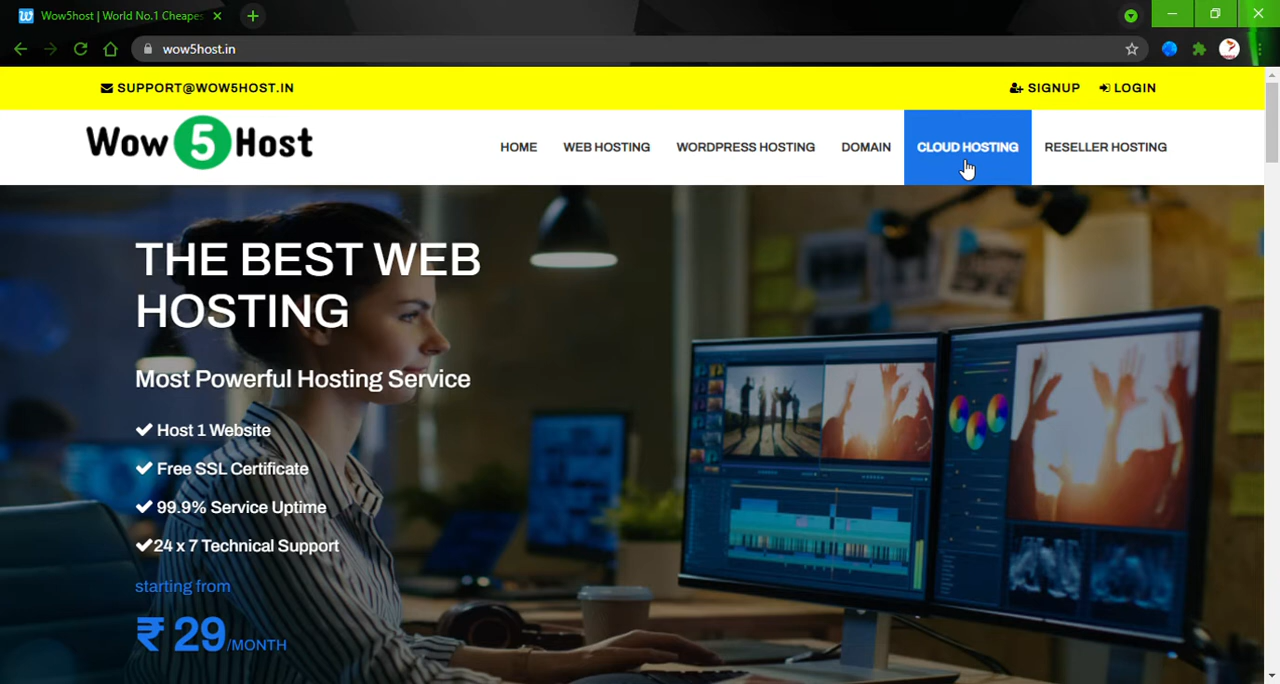 Wow5host | World No.1 Cheapes
wow5host.in
SUPPORT@WOW5HOST.IN
SIGNUP
LOGIN
Wow 5 Host
HOME
WEB HOSTING
WORDPRESS HOSTING
DOMAIN
CLOUD HOSTING
RESELLER HOSTING
THE BEST WEB
HOSTING
Most Powerful Hosting Service
Host 1 Website
Free SSL Certificate
99.9% Service Uptime
24 x 7 Technical Support
starting from
₹ 29/MONTH